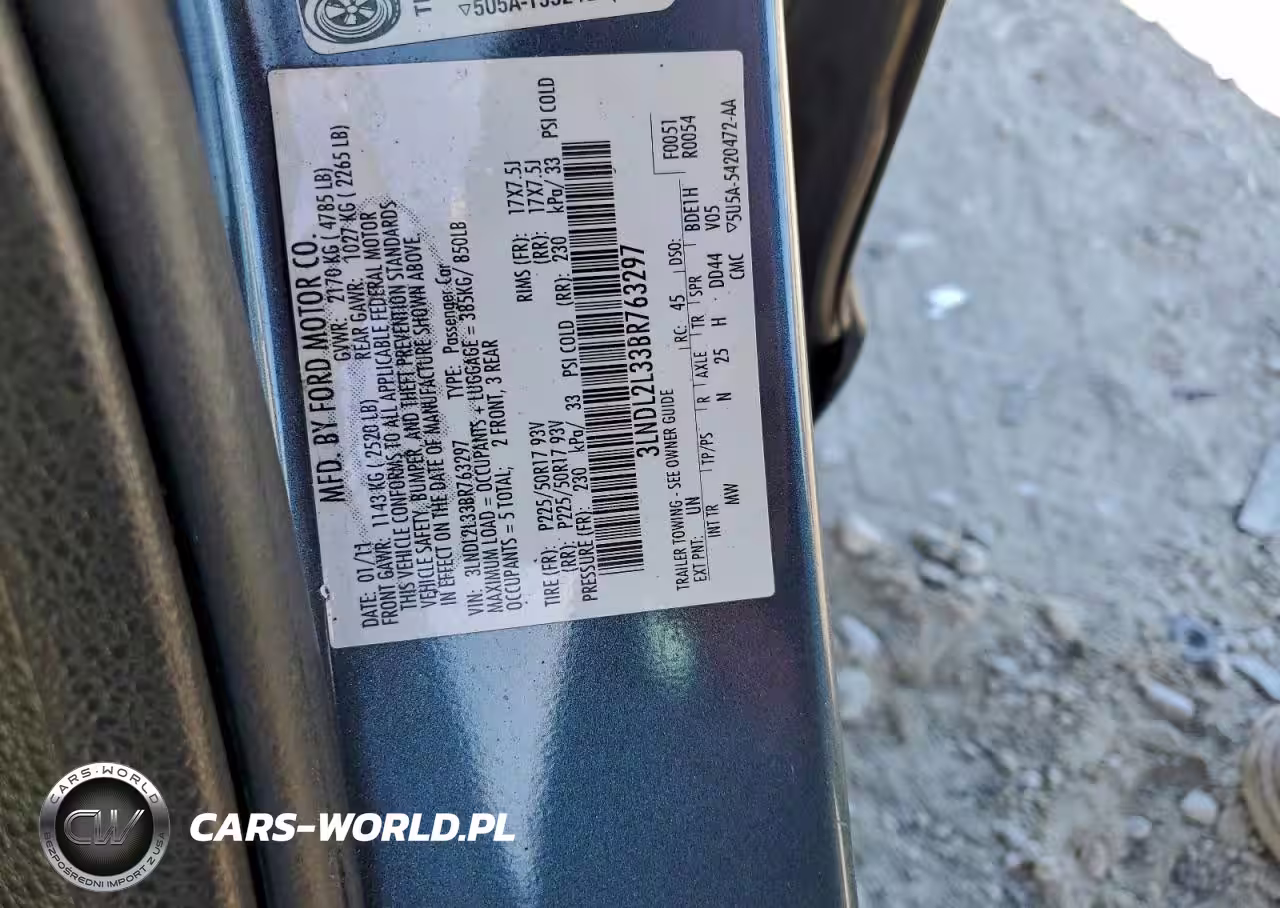 5U5A-
MFD. BY FORD MOTOR CO.
DATE: 01/11 GVWR: 2170 KG ( 4785 LB)
FRONT GAWR: 1143 KG ( 2520 LB) REAR GAWR: 1027 KG ( 2265 LB)
THIS VEHICLE CONFORMS TO ALL APPLICABLE FEDERAL MOTOR
VEHICLE SAFETY, BUMPER, AND THEFT PREVENTION STANDARDS
IN EFFECT ON THE DATE OF MANUFACTURE SHOWN ABOVE
VIN: 3LNDL2L33BR763297 TYPE: Passenger Car
MAXIMUM LOAD = OCCUPANTS + LUGGAGE = 385KG/ 850LB
OCCUPANTS = 5 TOTAL; 2 FRONT, 3 REAR
TIRE (FR): P225/50R17 93V RIMS (FR): 17X7.5J
(RR): P225/50R17 93V (RR): 17X7.5J
PRESSURE (FR): 230 kPa/ 33 PSI COLD (RR): 230 kPa/ 33 PSI COLD
3LNDL2L33BR763297
TRAILER TOWING - SEE OWNER GUIDE F0051
EXT PNT: UN RC: 45 DSO: R0054
INT TR TP/PS R AXLE TR SPR BDE1H
MW N 25 H DD44 V05
CMC ▽5U5A-5420472-AA
CARS-WORLD
CW
BEZPOŚREDNI IMPORT Z USA
CARS-WORLD.PL